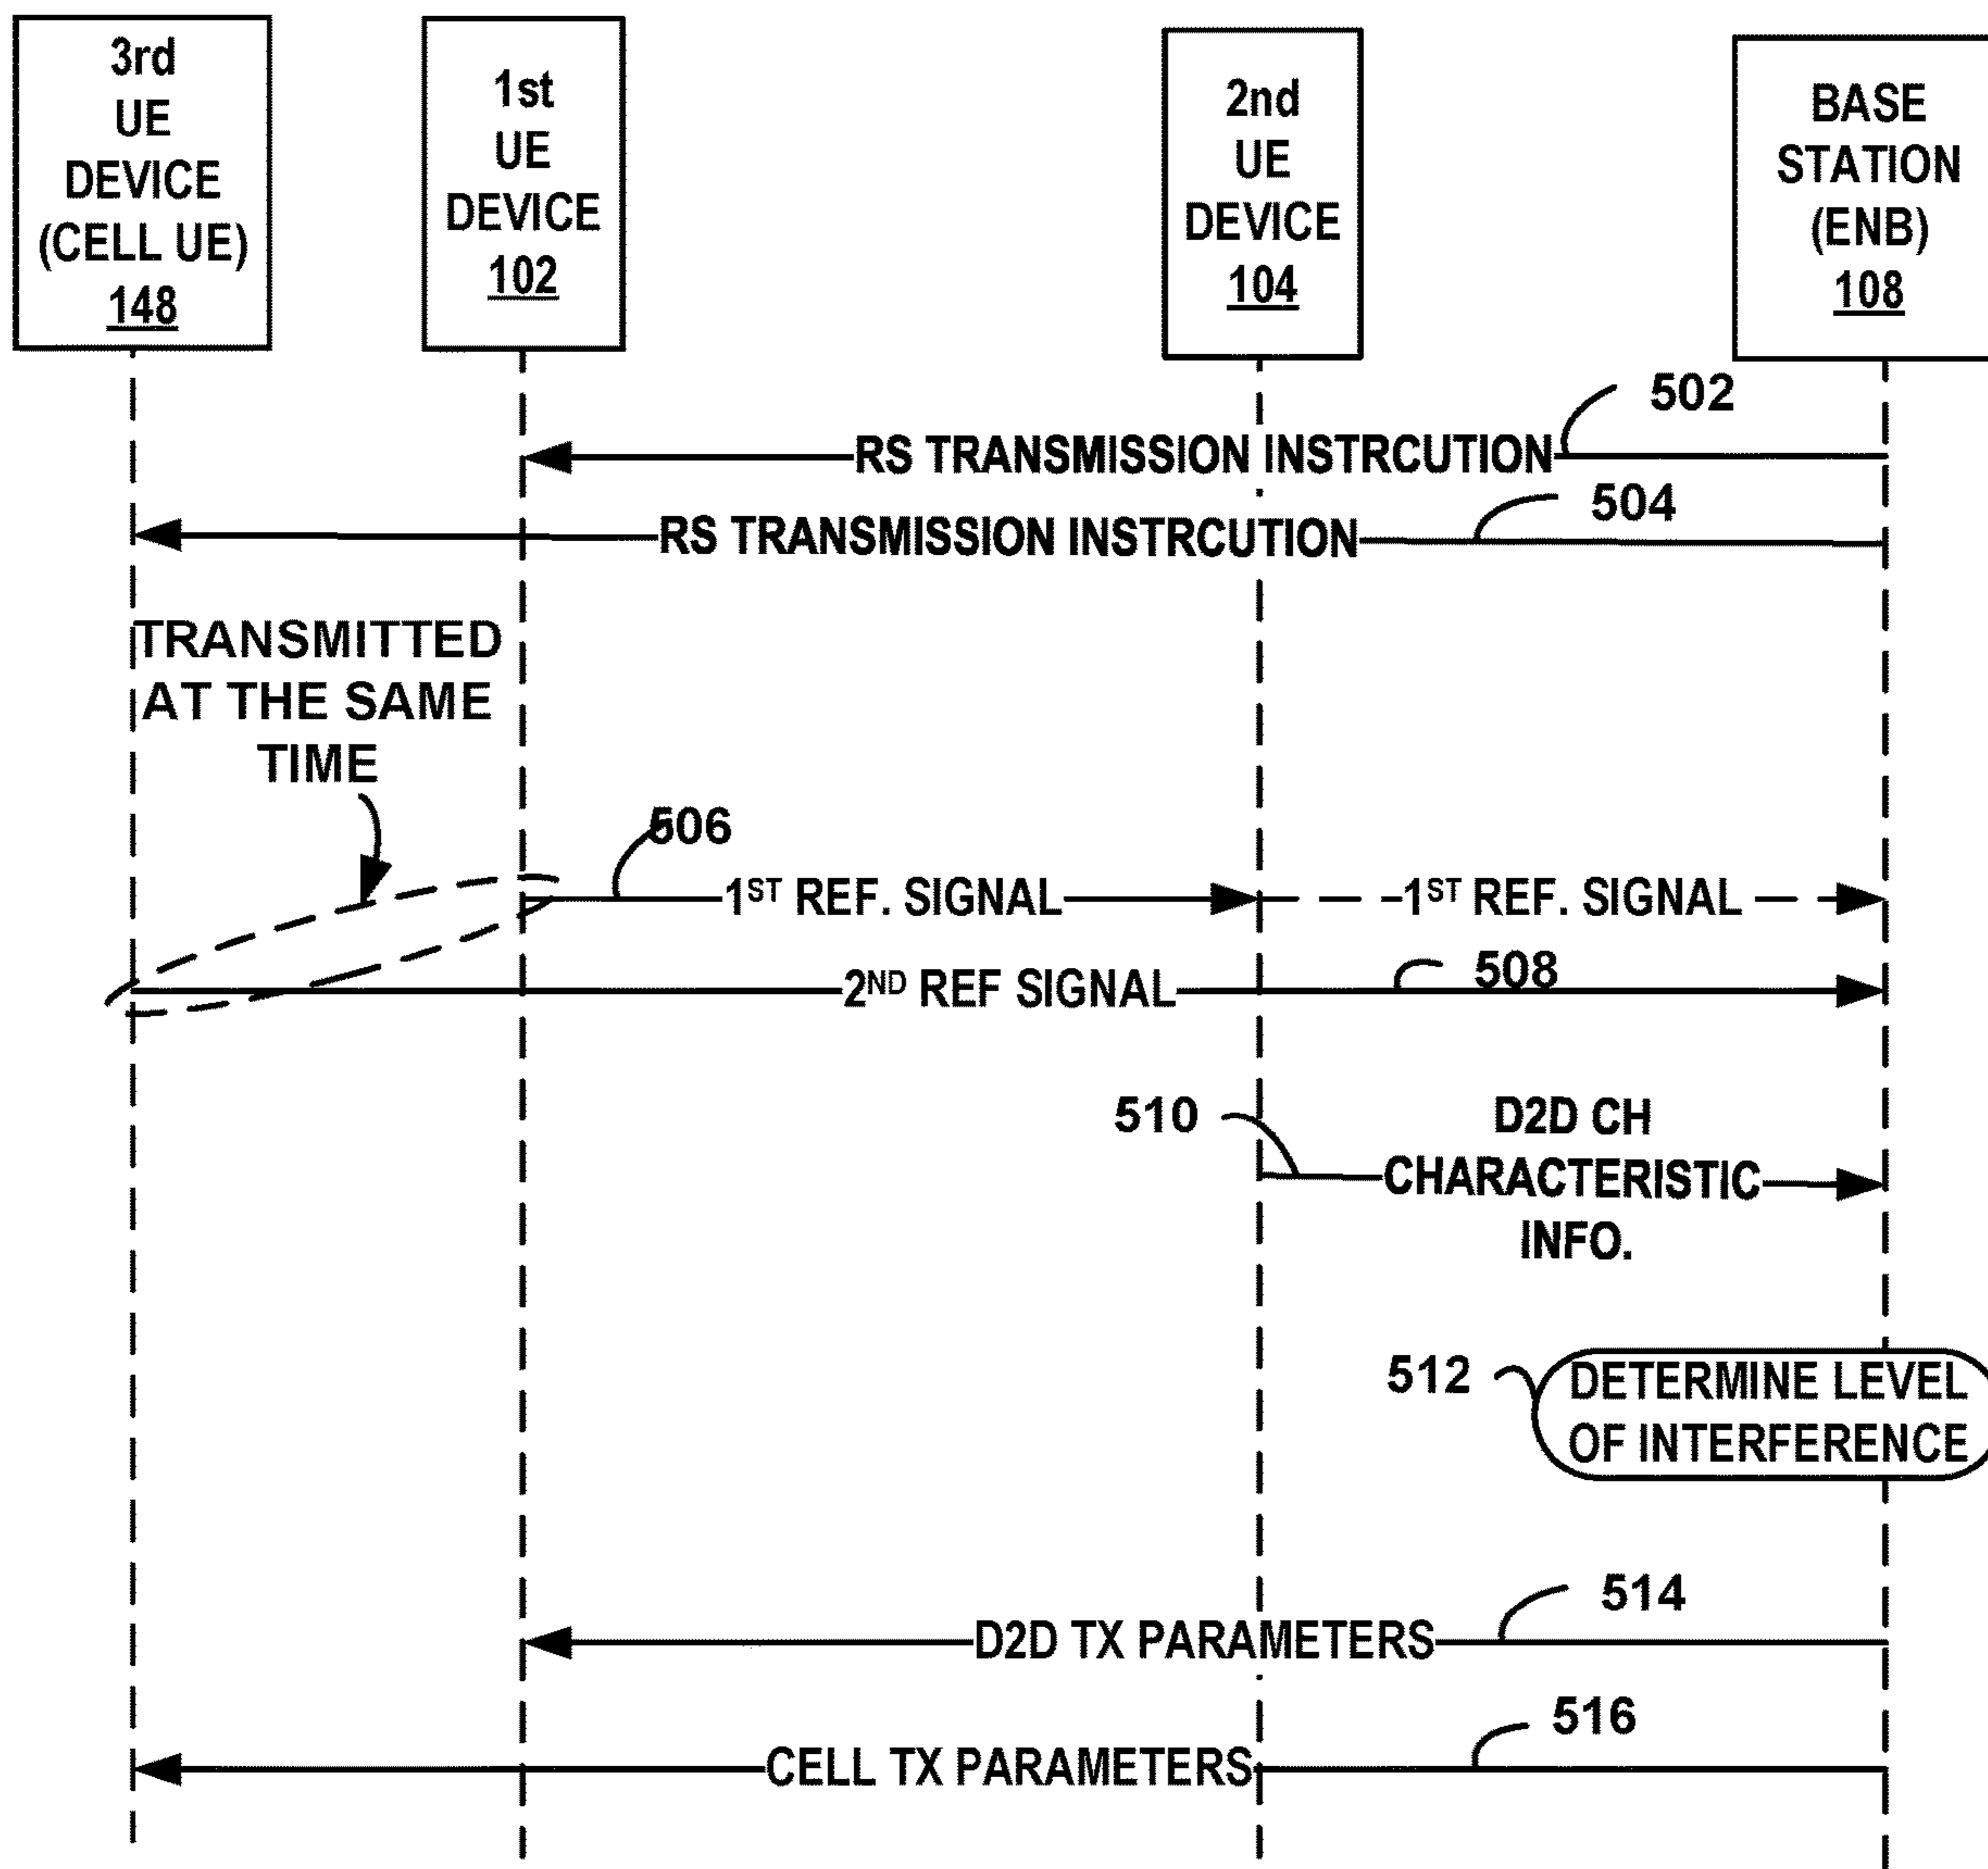 3rd
UE
DEVICE
(CELL UE)
148
1st
UE
DEVICE
102
2nd
UE
DEVICE
104
BASE
STATION
(ENB)
108
502
RS TRANSMISSION INSTRCUTION
504
RS TRANSMISSION INSTRCUTION
TRANSMITTED
AT THE SAME
TIME
506
1ST REF. SIGNAL
1ST REF. SIGNAL
2ND REF SIGNAL
508
510
D2D CH
CHARACTERISTIC
INFO.
512
DETERMINE LEVEL
OF INTERFERENCE
514
D2D TX PARAMETERS
516
CELL TX PARAMETERS